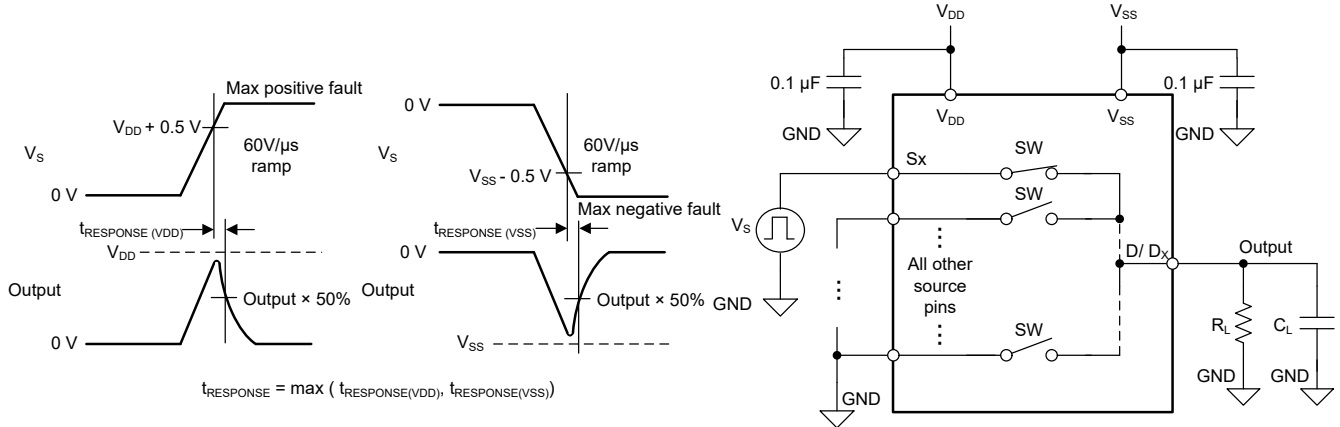 Max positive fault
V_DD + 0.5 V
60V/µs
ramp
V_S
0 V
t_RESPONSE (VDD)
V_DD
Output
Output × 50%
0 V
0 V
60V/µs
ramp
V_SS - 0.5 V
Max negative fault
t_RESPONSE (VSS)
0 V
Output
Output × 50%
V_SS
t_RESPONSE = max ( t_RESPONSE(VDD), t_RESPONSE(VSS))
V_DD
V_SS
0.1 µF
0.1 µF
GND
V_DD
V_SS
GND
Sx
SW
SW
V_S
GND
All other
source
pins
D/ D_X
Output
SW
R_L
C_L
GND
GND
GND